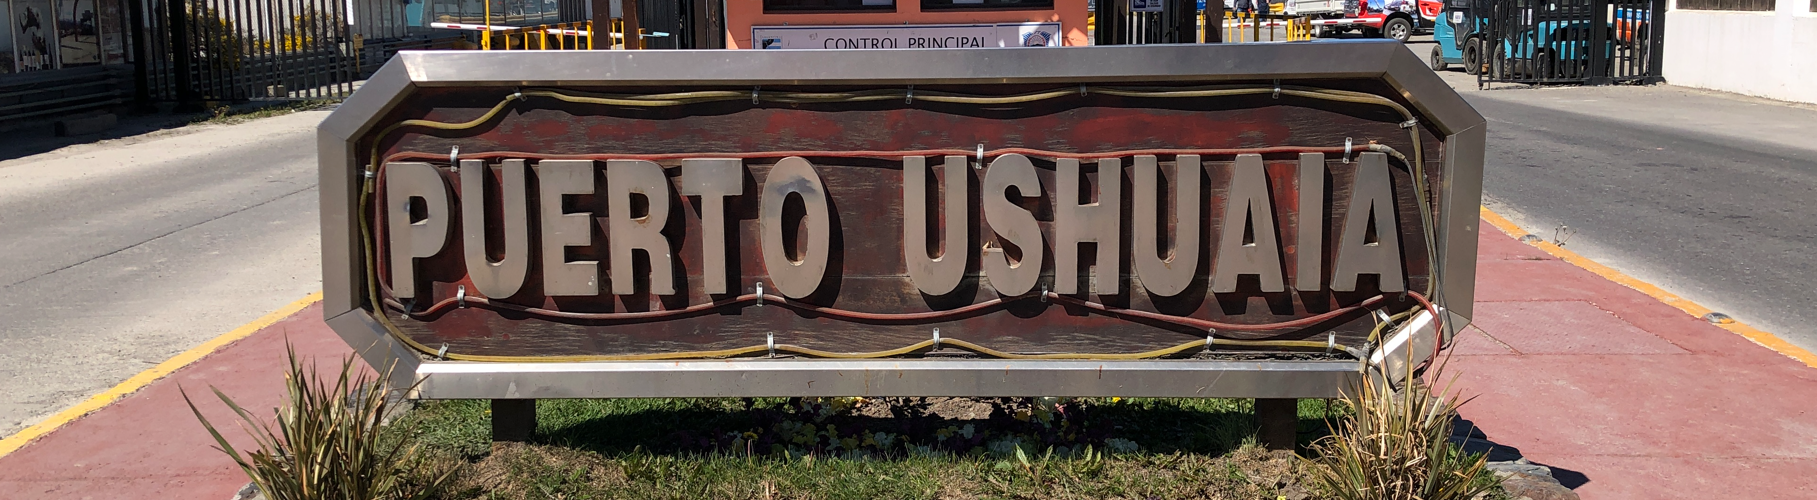 CONTROL PRINCIPAL
PUERTO USHUAIA